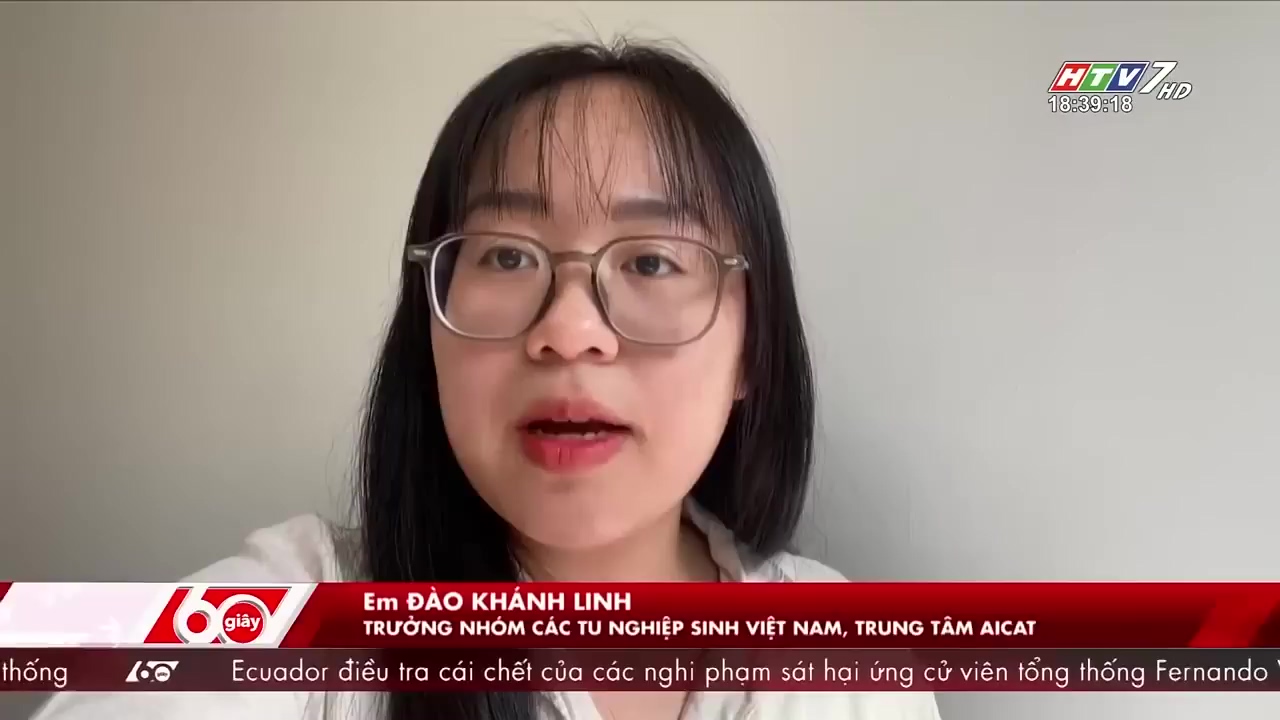 HTV7 HD
18:39:18
60 giây
Em ĐÀO KHÁNH LINH
TRƯỞNG NHÓM CÁC TU NGHIỆP SINH VIỆT NAM, TRUNG TÂM AICAT
thống 60 giây Ecuador điều tra cái chết của các nghi phạm sát hại ứng cử viên tổng thống Fernando